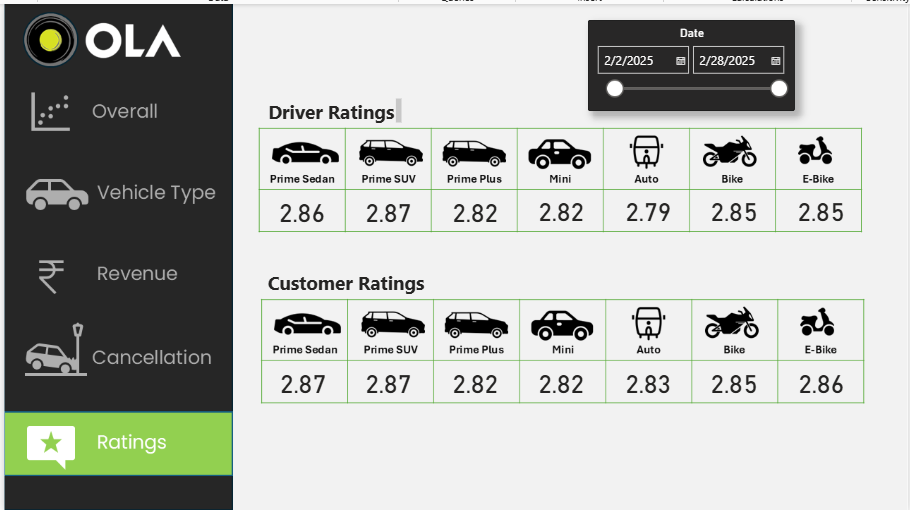 OLA
Overall
Vehicle Type
Revenue
Cancellation
Ratings
Date
2/2/2025 2/28/2025
Driver Ratings
Prime Sedan Prime SUV Prime Plus Mini Auto Bike E-Bike
2.86 2.87 2.82 2.82 2.79 2.85 2.85
Customer Ratings
Prime Sedan Prime SUV Prime Plus Mini Auto Bike E-Bike
2.87 2.87 2.82 2.82 2.83 2.85 2.86